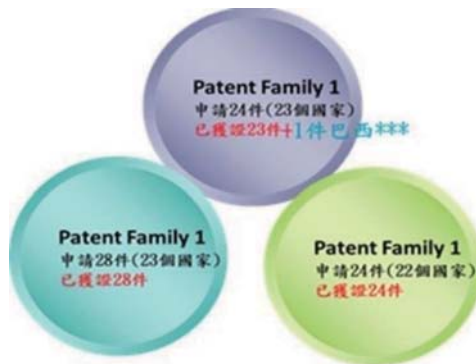 Patent Family 1
申請24件(23個國家)
已獲證23件+1件巴西***
Patent Family 1
申請28件(23個國家)
已獲證28件
Patent Family 1
申請24件(22個國家)
已獲證24件